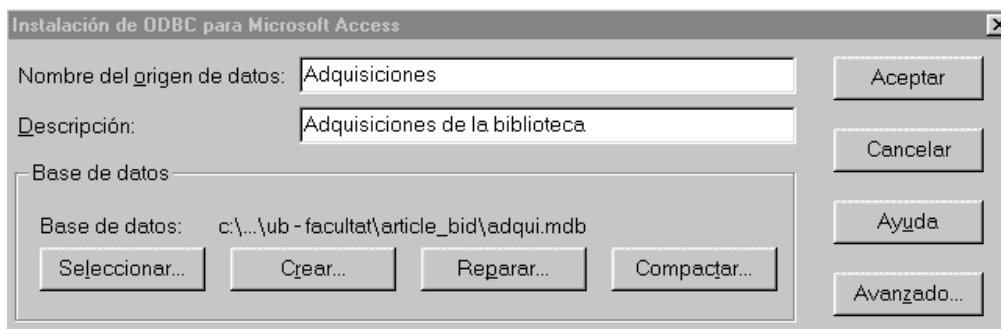 Instalación de ODBC para Microsoft Access
Nombre del origen de datos: Adquisiciones
Aceptar
Descripción: Adquisiciones de la biblioteca
Cancelar
Base de datos
Base de datos: c:\...\ub - facultat\article_bid\adqui.mdb
Ayuda
Seleccionar... Crear... Reparar... Compactar...
Avanzado...